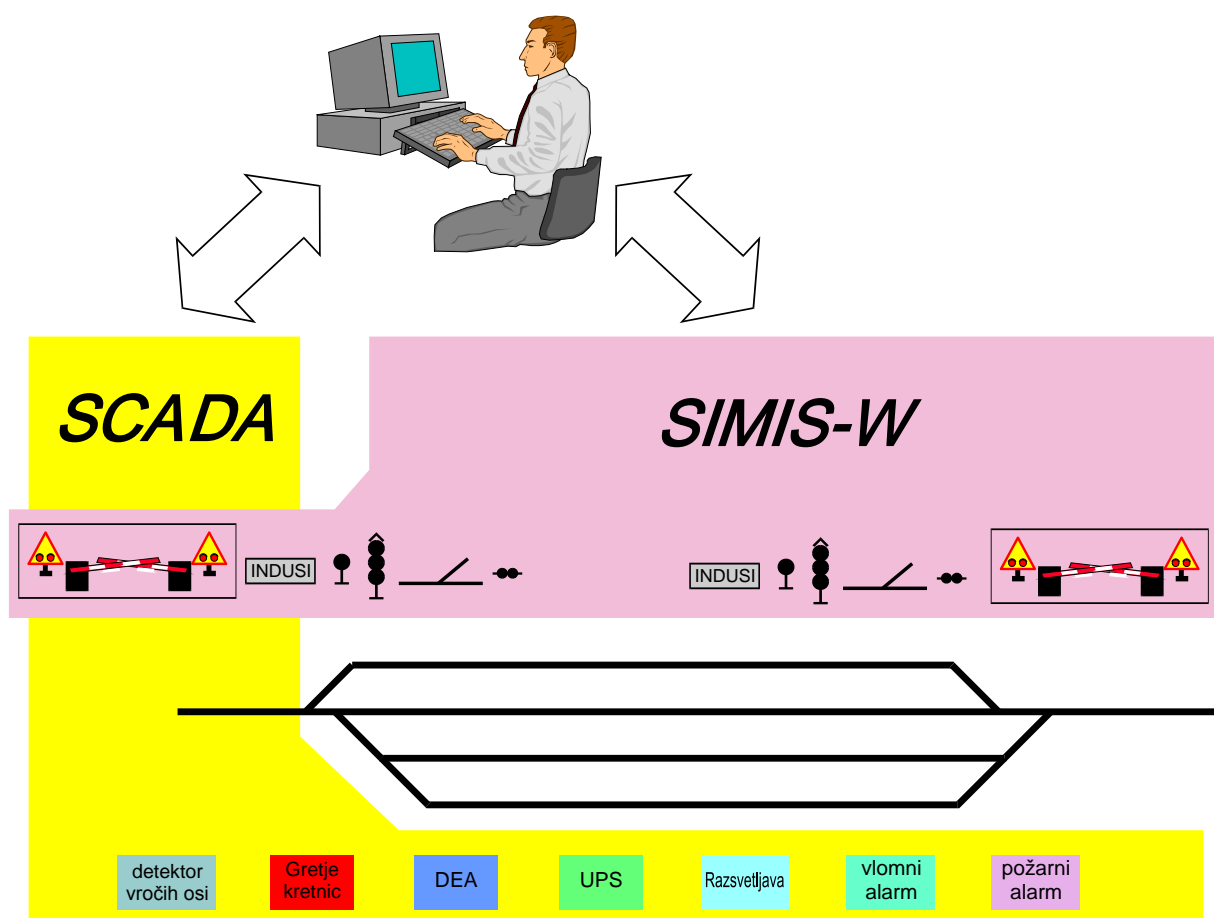 SCADA
SIMIS-W
INDUSI
INDUSI
detektor
vročih osi
Gretje
kretnic
DEA
UPS
Razsvetljava
vlomni
alarm
požarni
alarm